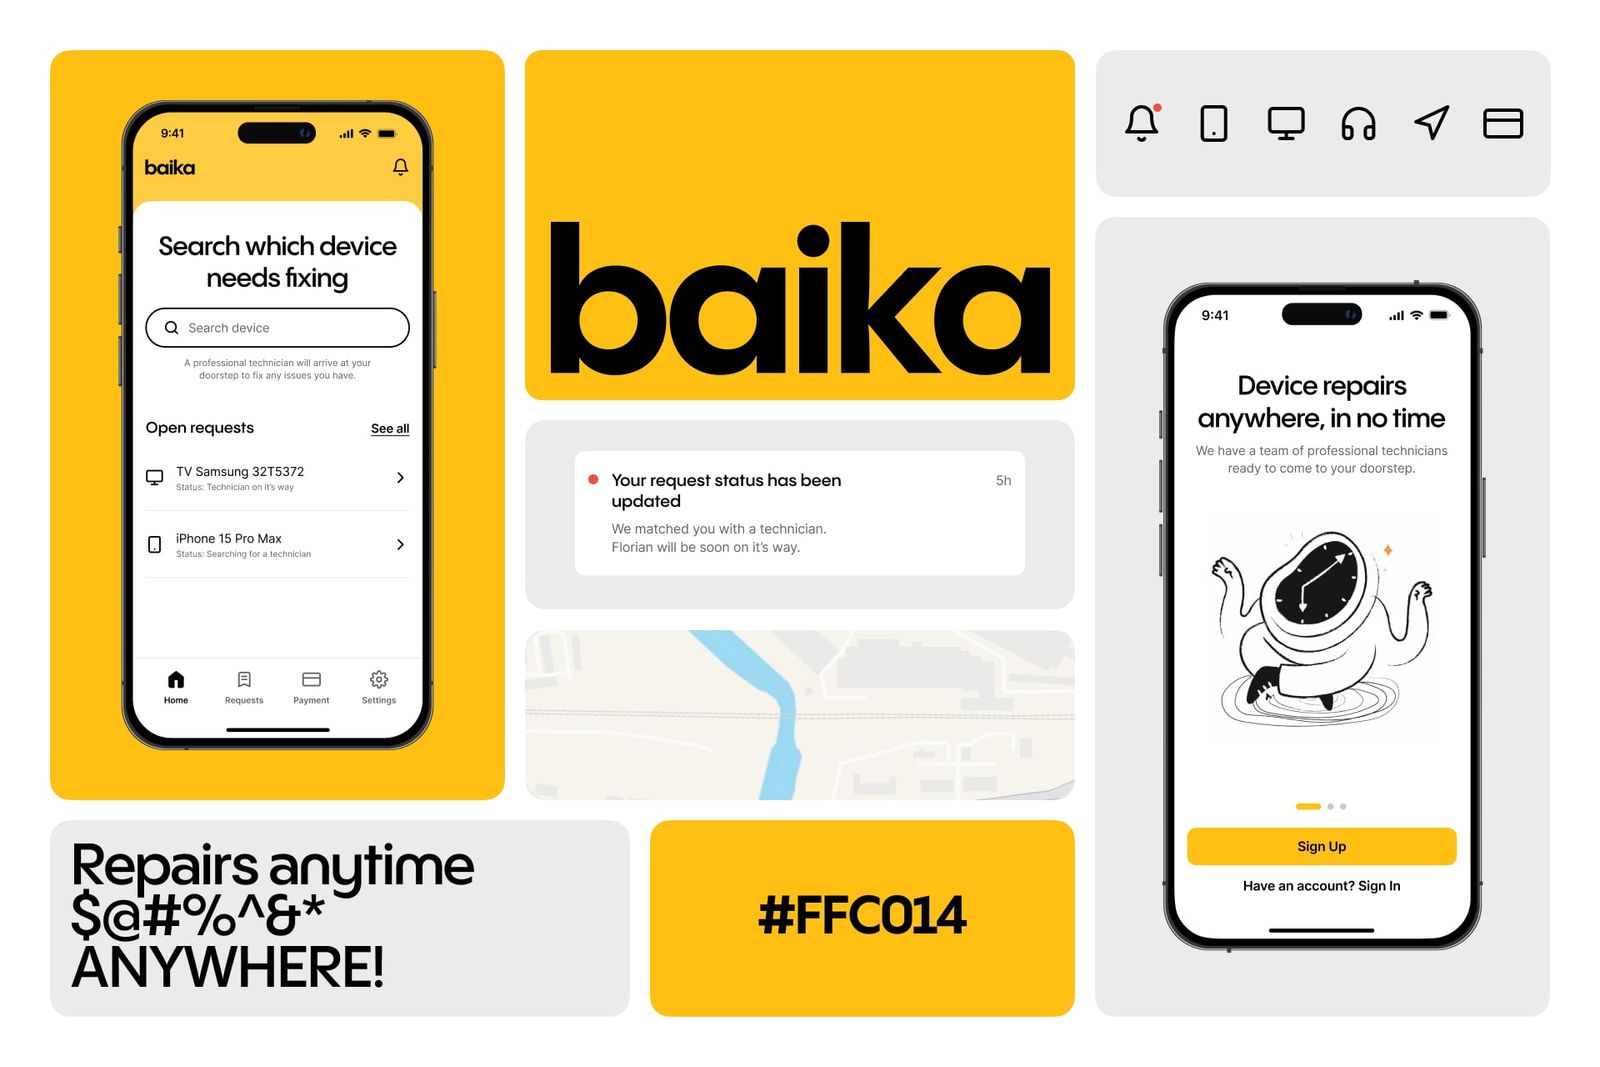 9:41
baika
Search which device
needs fixing
Search device
A professional technician will arrive at your
doorstep to fix any issues you have.
Open requests
See all
TV Samsung 32T5372
Status: Technician on it's way
iPhone 15 Pro Max
Status: Searching for a technician
Home
Requests
Payment
Settings
baika
Your request status has been
updated
5h
We matched you with a technician.
Florian will be soon on it's way.
9:41
Device repairs
anywhere, in no time
We have a team of professional technicians
ready to come to your doorstep.
Sign Up
Have an account? Sign In
Repairs anytime
$@#%^&*
ANYWHERE!
#FFC014